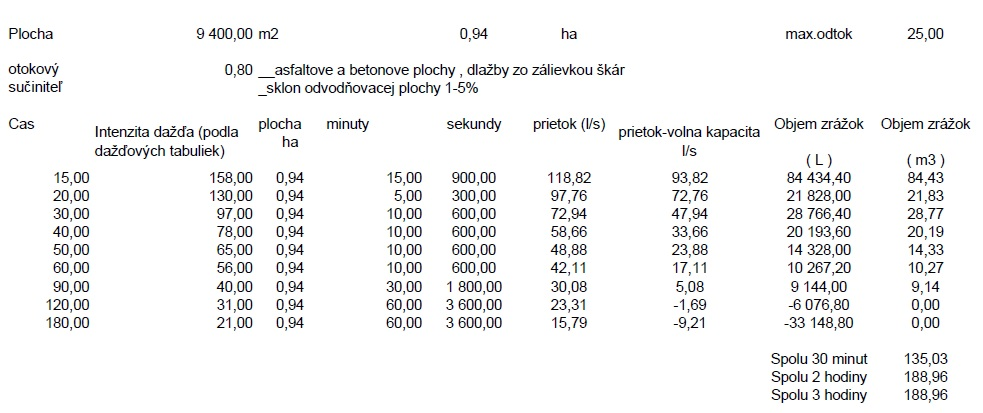 Plocha 9 400,00 m2 0,94 ha max.odtok 25,00
otokový 0,80 __asfaltove a betonove plochy , dlažby zo zálievkou škár
sučiniteľ _sklon odvodňovacej plochy 1-5%
Cas Intenzita dažďa (podla dažďových tabuliek) plocha ha minuty sekundy prietok (l/s) prietok-volna kapacita l/s Objem zrážok ( L ) Objem zrážok ( m3 )
15,00 158,00 0,94 15,00 900,00 118,82 93,82 84 434,40 84,43
20,00 130,00 0,94 5,00 300,00 97,76 72,76 21 828,00 21,83
30,00 97,00 0,94 10,00 600,00 72,94 47,94 28 766,40 28,77
40,00 78,00 0,94 10,00 600,00 58,66 33,66 20 193,60 20,19
50,00 65,00 0,94 10,00 600,00 48,88 23,88 14 328,00 14,33
60,00 56,00 0,94 10,00 600,00 42,11 17,11 10 267,20 10,27
90,00 40,00 0,94 30,00 1 800,00 30,08 5,08 9 144,00 9,14
120,00 31,00 0,94 60,00 3 600,00 23,31 -1,69 -6 076,80 0,00
180,00 21,00 0,94 60,00 3 600,00 15,79 -9,21 -33 148,80 0,00
Spolu 30 minut 135,03
Spolu 2 hodiny 188,96
Spolu 3 hodiny 188,96